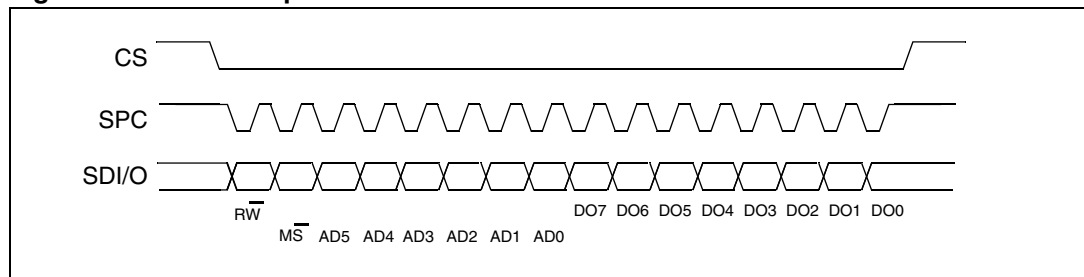 CS
SPC
SDI/O
RW̅
DO7 DO6 DO5 DO4 DO3 DO2 DO1 DO0
MS̅ AD5 AD4 AD3 AD2 AD1 AD0